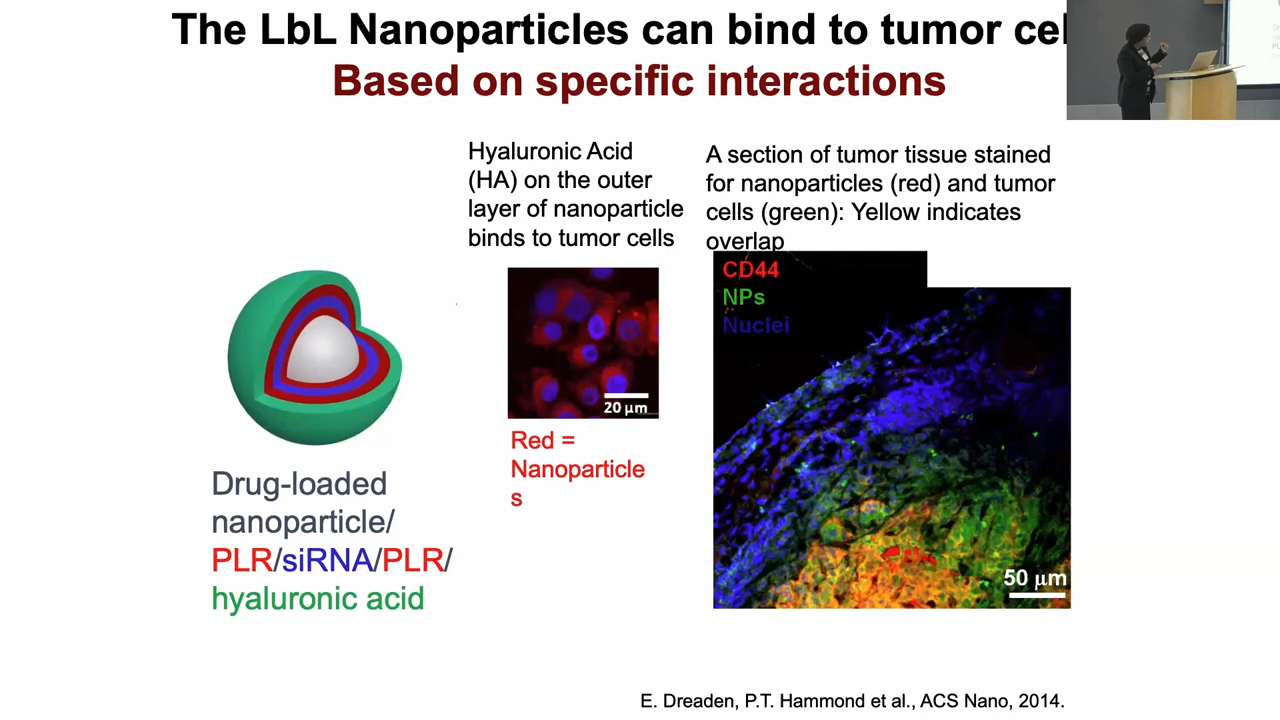 The LbL Nanoparticles can bind to tumor cel
Based on specific interactions
Hyaluronic Acid
(HA) on the outer
layer of nanoparticle
binds to tumor cells
A section of tumor tissue stained
for nanoparticles (red) and tumor
cells (green): Yellow indicates
overlap
CD44
NPs
Nuclei
20 µm
50 µm
Red =
Nanoparticle
s
Drug-loaded
nanoparticle/
PLR/siRNA/PLR/
hyaluronic acid
E. Dreaden, P.T. Hammond et al., ACS Nano, 2014.